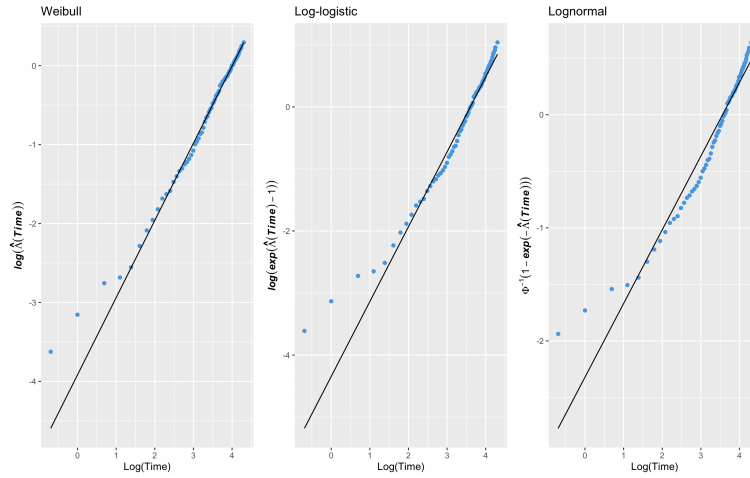 Weibull
log(Λ̂(Time))
0
-1
-2
-3
-4
0 1 2 3 4
Log(Time)
Log-logistic
log(exp(Λ̂(Time) − 1))
0
-2
-4
0 1 2 3 4
Log(Time)
Lognormal
Φ⁻¹(1 − exp(−Λ̂(Time)))
0
-1
-2
0 1 2 3 4
Log(Time)